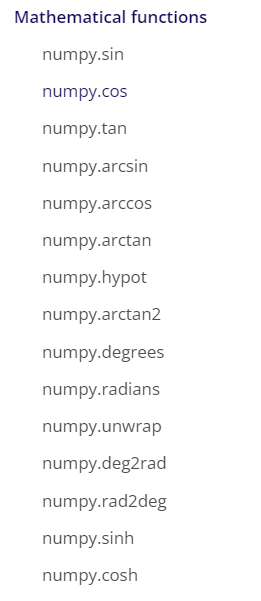 Mathematical functions
numpy.sin
numpy.cos
numpy.tan
numpy.arcsin
numpy.arccos
numpy.arctan
numpy.hypot
numpy.arctan2
numpy.degrees
numpy.radians
numpy.unwrap
numpy.deg2rad
numpy.rad2deg
numpy.sinh
numpy.cosh